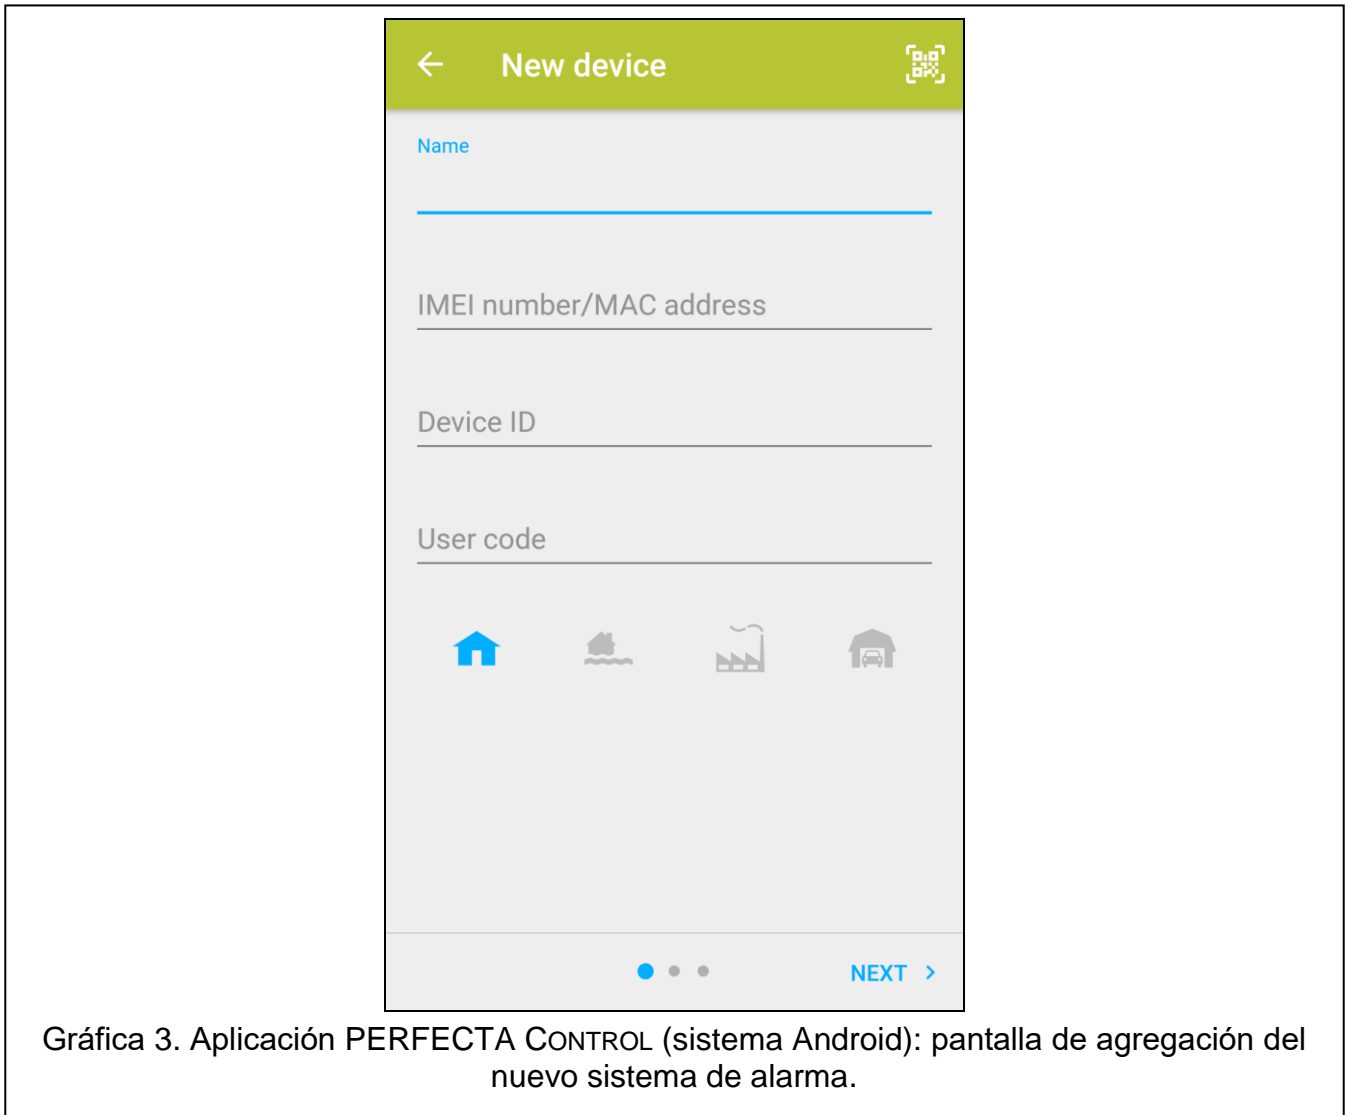 New device
Name
IMEI number/MAC address
Device ID
User code
NEXT
Gráfica 3. Aplicación PERFECTA CONTROL (sistema Android): pantalla de agregación del
nuevo sistema de alarma.